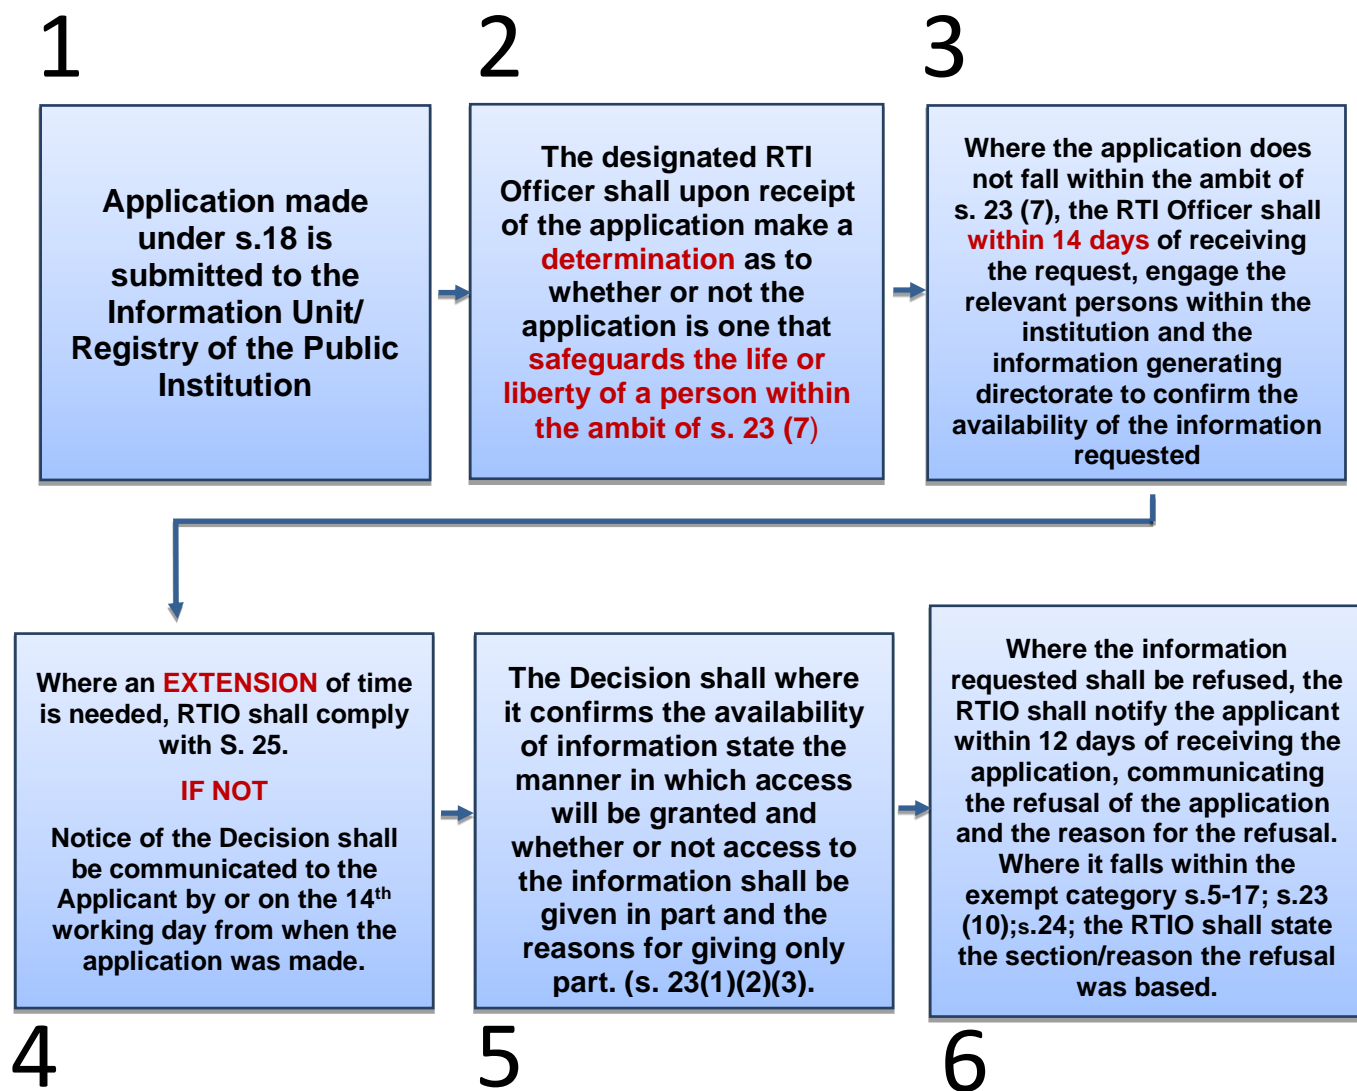 1
Application made
under s.18 is
submitted to the
Information Unit/
Registry of the Public
Institution
2
The designated RTI
Officer shall upon receipt
of the application make a
determination as to
whether or not the
application is one that
safeguards the life or
liberty of a person within
the ambit of s. 23 (7)
3
Where the application does
not fall within the ambit of
s. 23 (7), the RTI Officer shall
within 14 days of receiving
the request, engage the
relevant persons within the
institution and the
information generating
directorate to confirm the
availability of the information
requested
Where an EXTENSION of time
is needed, RTIO shall comply
with S. 25.
IF NOT
Notice of the Decision shall
be communicated to the
Applicant by or on the 14th
working day from when the
application was made.
4
The Decision shall where
it confirms the availability
of information state the
manner in which access
will be granted and
whether or not access to
the information shall be
given in part and the
reasons for giving only
part. (s. 23(1)(2)(3).
5
Where the information
requested shall be refused, the
RTIO shall notify the applicant
within 12 days of receiving the
application, communicating
the refusal of the application
and the reason for the refusal.
Where it falls within the
exempt category s.5-17; s.23
(10);s.24; the RTIO shall state
the section/reason the refusal
was based.
6